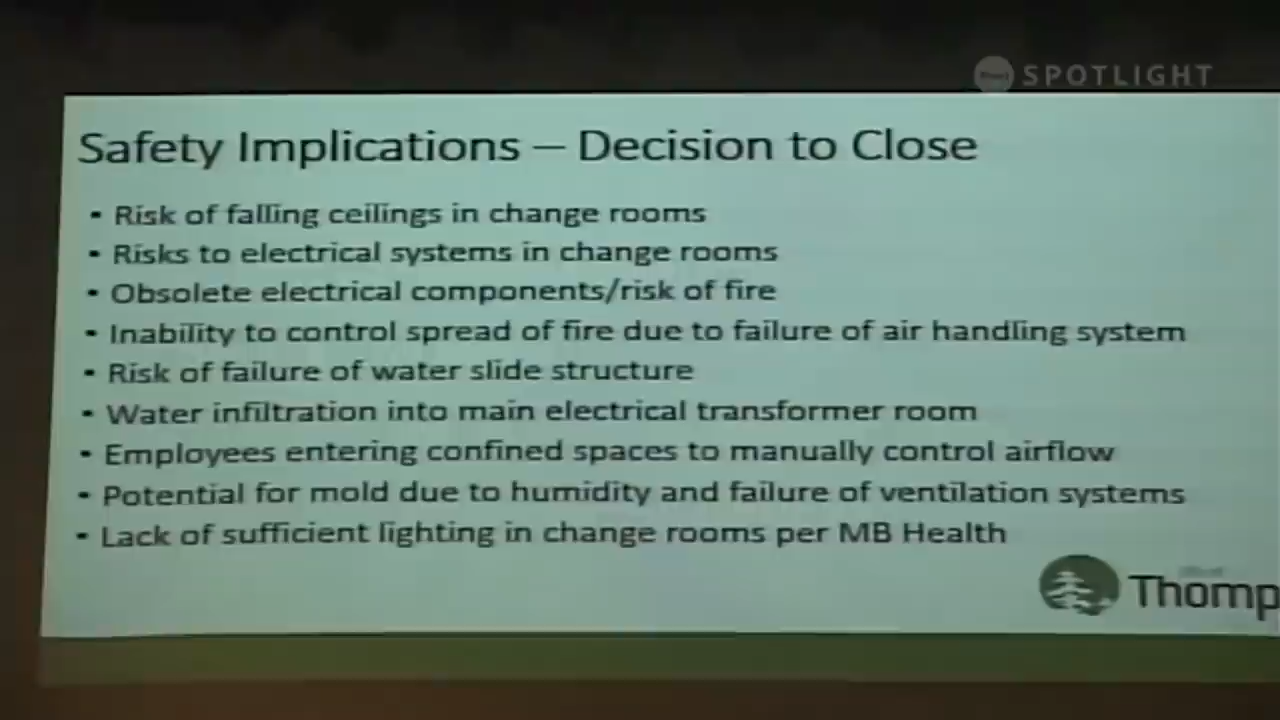 SPOTLIGHT
Safety Implications – Decision to Close
• Risk of falling ceilings in change rooms
• Risks to electrical systems in change rooms
• Obsolete electrical components/risk of fire
• Inability to control spread of fire due to failure of air handling system
• Risk of failure of water slide structure
• Water infiltration into main electrical transformer room
• Employees entering confined spaces to manually control airflow
• Potential for mold due to humidity and failure of ventilation systems
• Lack of sufficient lighting in change rooms per MB Health
Thomp